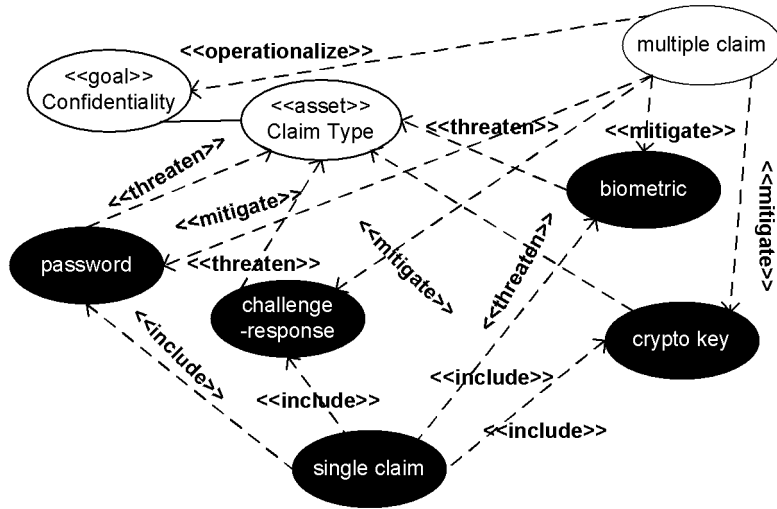 <<operationalize>>
multiple claim
<<goal>>
Confidentiality
<<asset>>
Claim Type
<<threaten>>
<<mitigate>>
<<threaten>>
<<mitigate>>
biometric
<<mitigate>>
password
<<threaten>>
<<mitigate>>
<<threaten>>
challenge
-response
crypto key
<<include>>
<<include>>
<<include>>
<<include>>
single claim